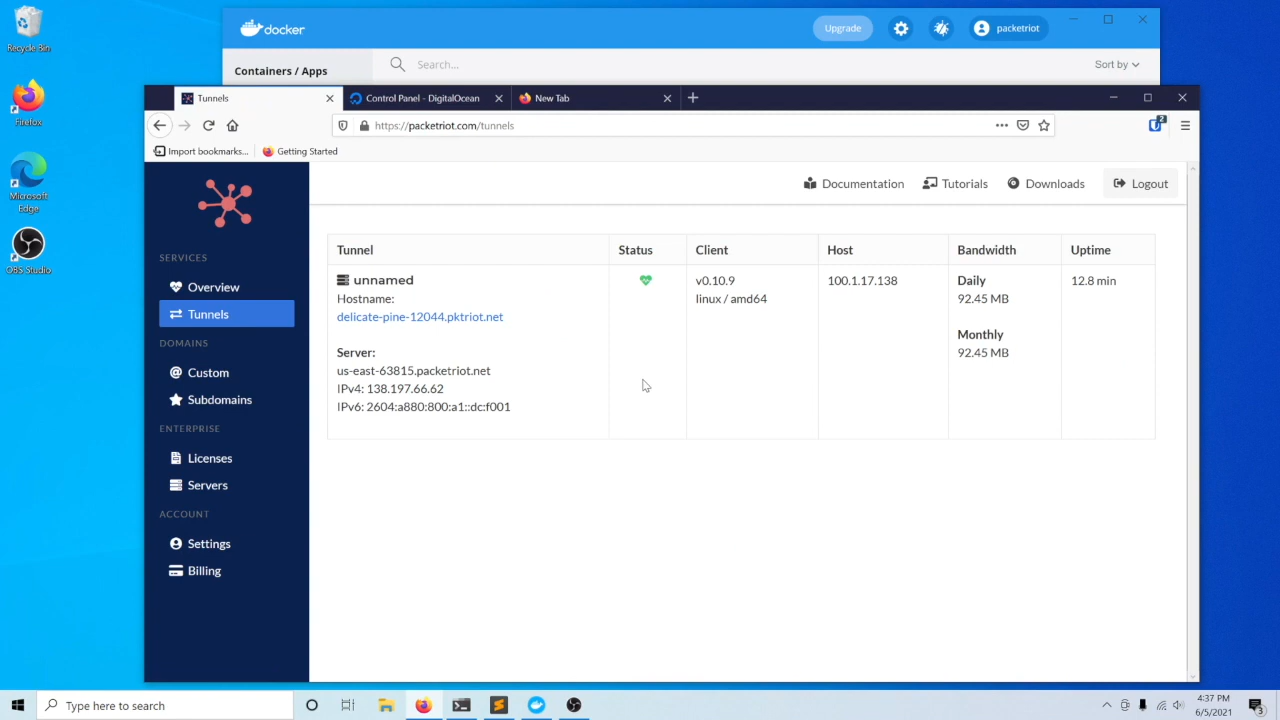 Recycle Bin
Firefox
Microsoft
Edge
OBS Studio
docker
Upgrade
packetriot
Containers / Apps
Search...
Sort by
Tunnels
Control Panel - DigitalOcean
New Tab
https://packetriot.com/tunnels
2
Import bookmarks...
Getting Started
Documentation
Tutorials
Downloads
Logout
SERVICES
Overview
Tunnels
DOMAINS
Custom
Subdomains
ENTERPRISE
Licenses
Servers
ACCOUNT
Settings
Billing
Tunnel
Status
Client
Host
Bandwidth
Uptime
unnamed
Hostname:
delicate-pine-12044.pktriot.net
Server:
us-east-63815.packetriot.net
IPv4: 138.197.66.62
IPv6: 2604:a880:800:a1::dc:f001
v0.10.9
linux / amd64
100.1.17.138
Daily
92.45 MB
Monthly
92.45 MB
12.8 min
Type here to search
4:37 PM
6/5/2021
3